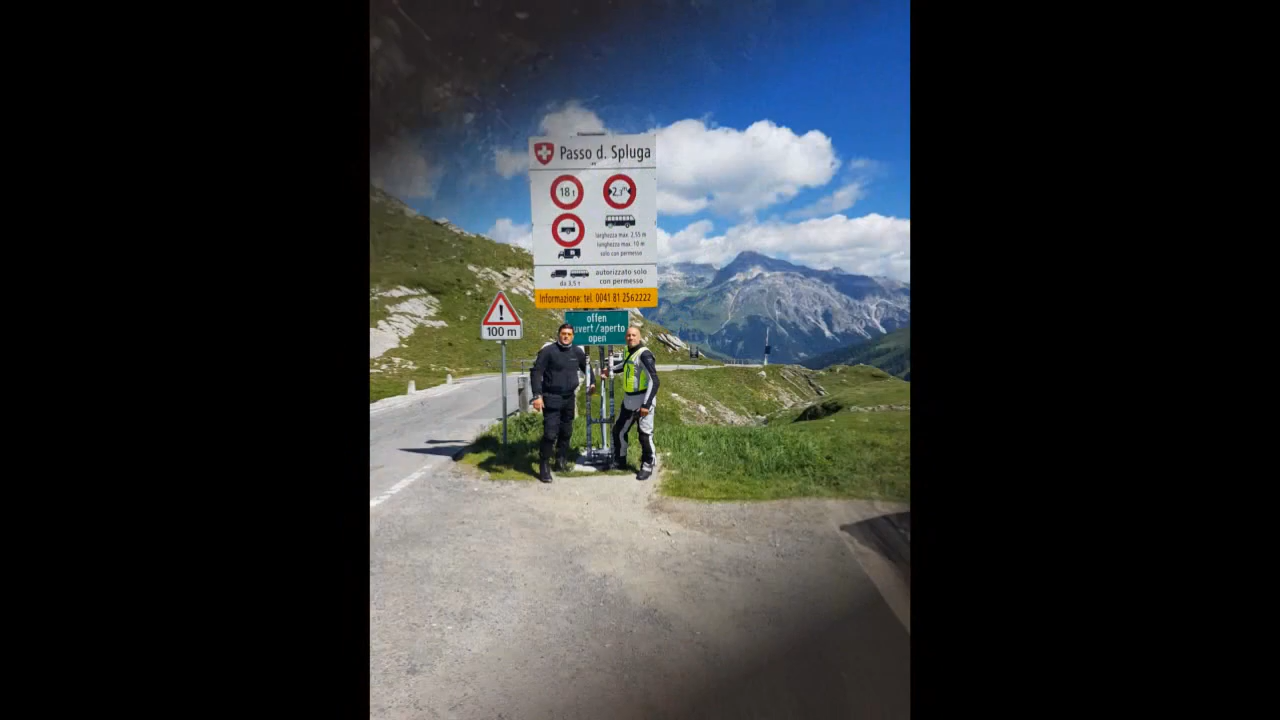 Passo d. Spluga
18 t
larghezza max. 2,55 m
lunghezza max. 10 m
solo con permesso
autorizzato solo
da 3,5 t
con permesso
Informazione: tel. 0041 81 2562222
offen
uvert/aperto
open
100 m